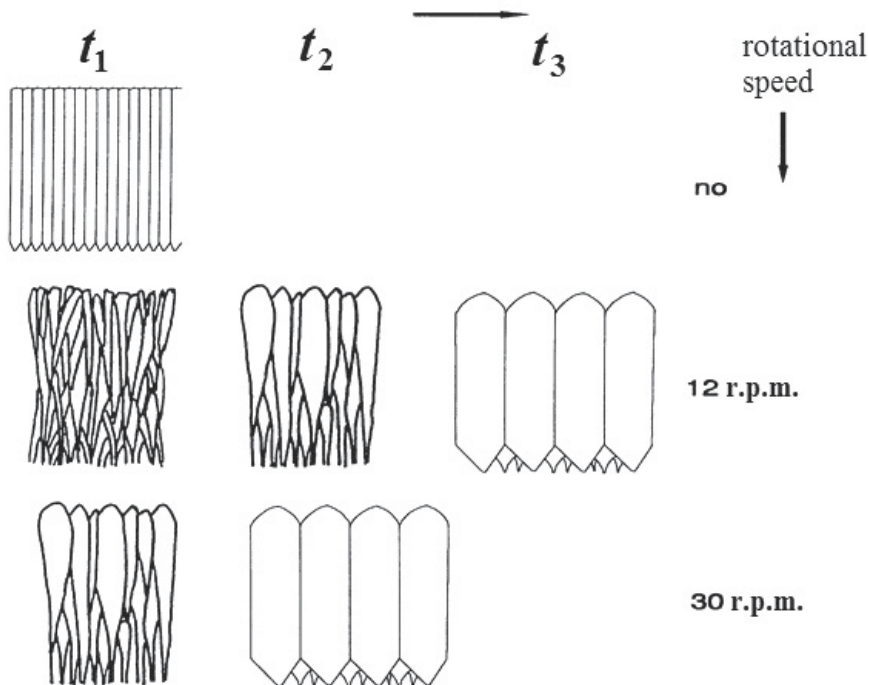 t1 t2 t3
rotational
speed
no
12 r.p.m.
30 r.p.m.